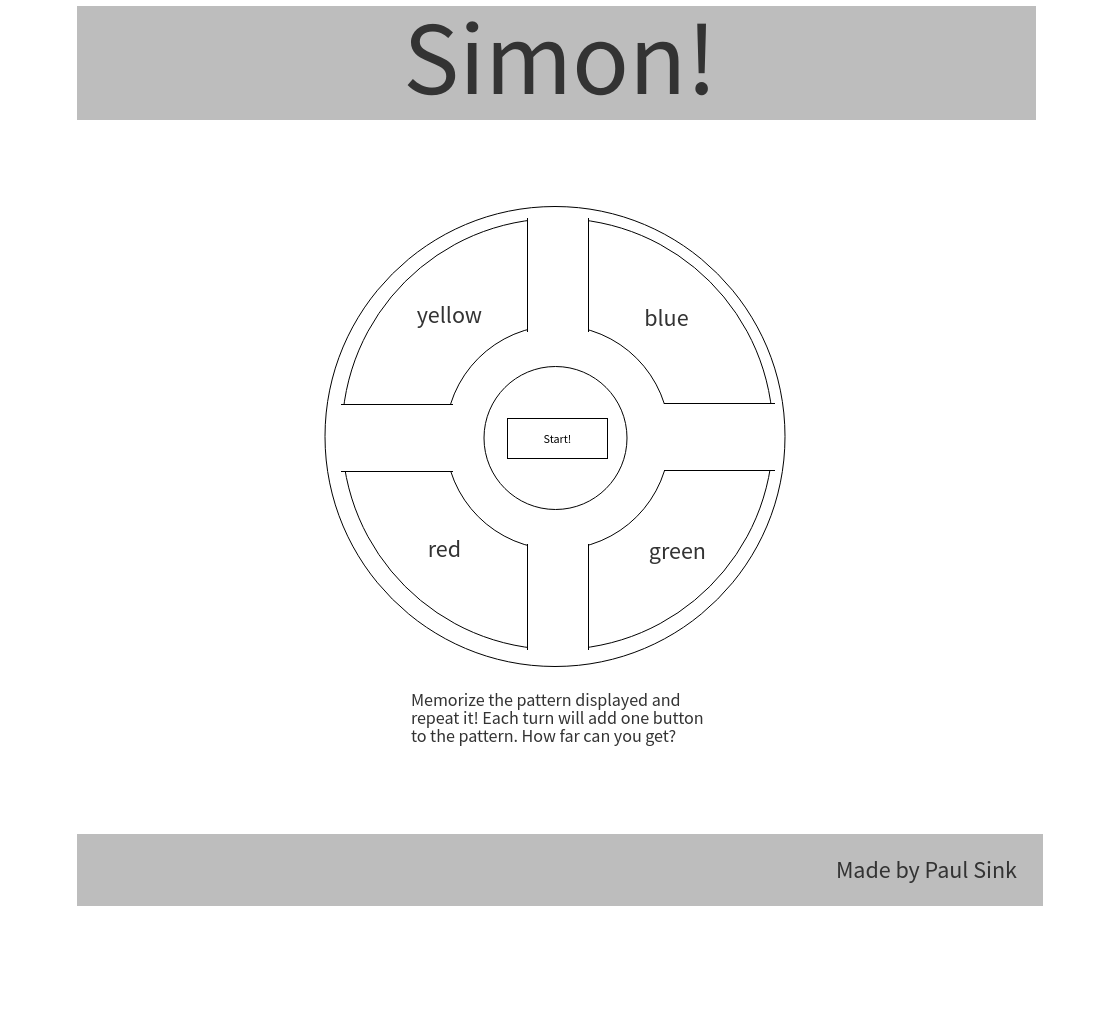 Simon!
yellow
blue
Start!
red
green
Memorize the pattern displayed and
repeat it! Each turn will add one button
to the pattern. How far can you get?
Made by Paul Sink